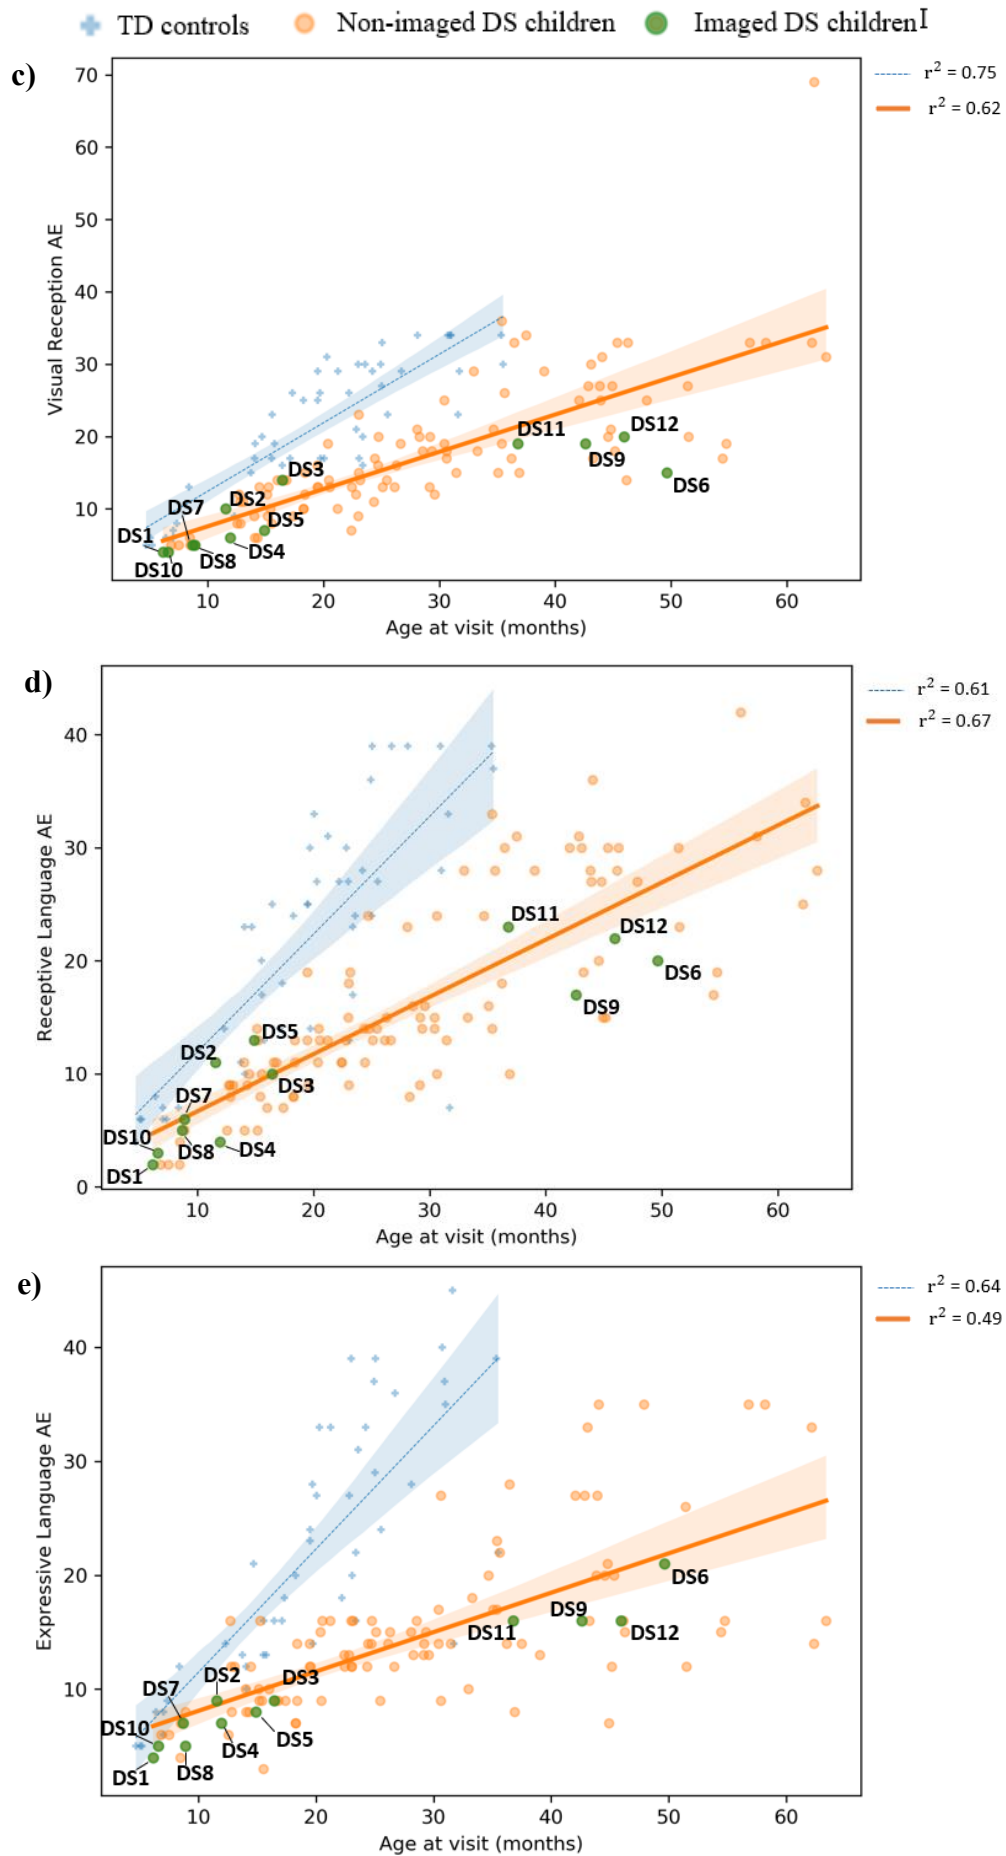 TD controls Non-imaged DS children Imaged DS childrenI
c)
r² = 0.75
r² = 0.62
70
60
50
40
30
20
10
Visual Reception AE
DS11
DS12
DS9
DS6
DS3
DS7
DS2
DS5
DS1
DS4
DS8
DS10
10 20 30 40 50 60
Age at visit (months)
d)
r² = 0.61
r² = 0.67
40
30
20
10
0
Receptive Language AE
DS11
DS12
DS6
DS9
DS5
DS2
DS3
DS7
DS10
DS8
DS4
DS1
10 20 30 40 50 60
Age at visit (months)
e)
r² = 0.64
r² = 0.49
40
30
20
10
Expressive Language AE
DS6
DS9
DS11
DS12
DS2
DS3
DS7
DS10
DS5
DS4
DS1
DS8
10 20 30 40 50 60
Age at visit (months)